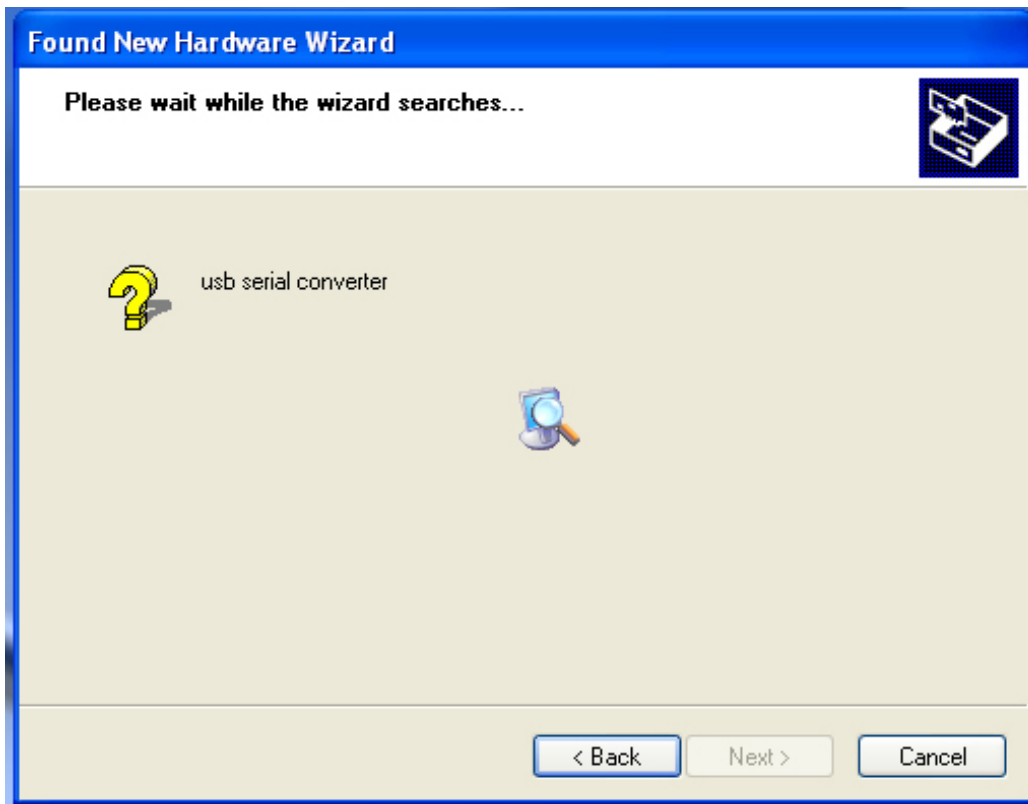 Found New Hardware Wizard
Please wait while the wizard searches...
usb serial converter
< Back
Next >
Cancel